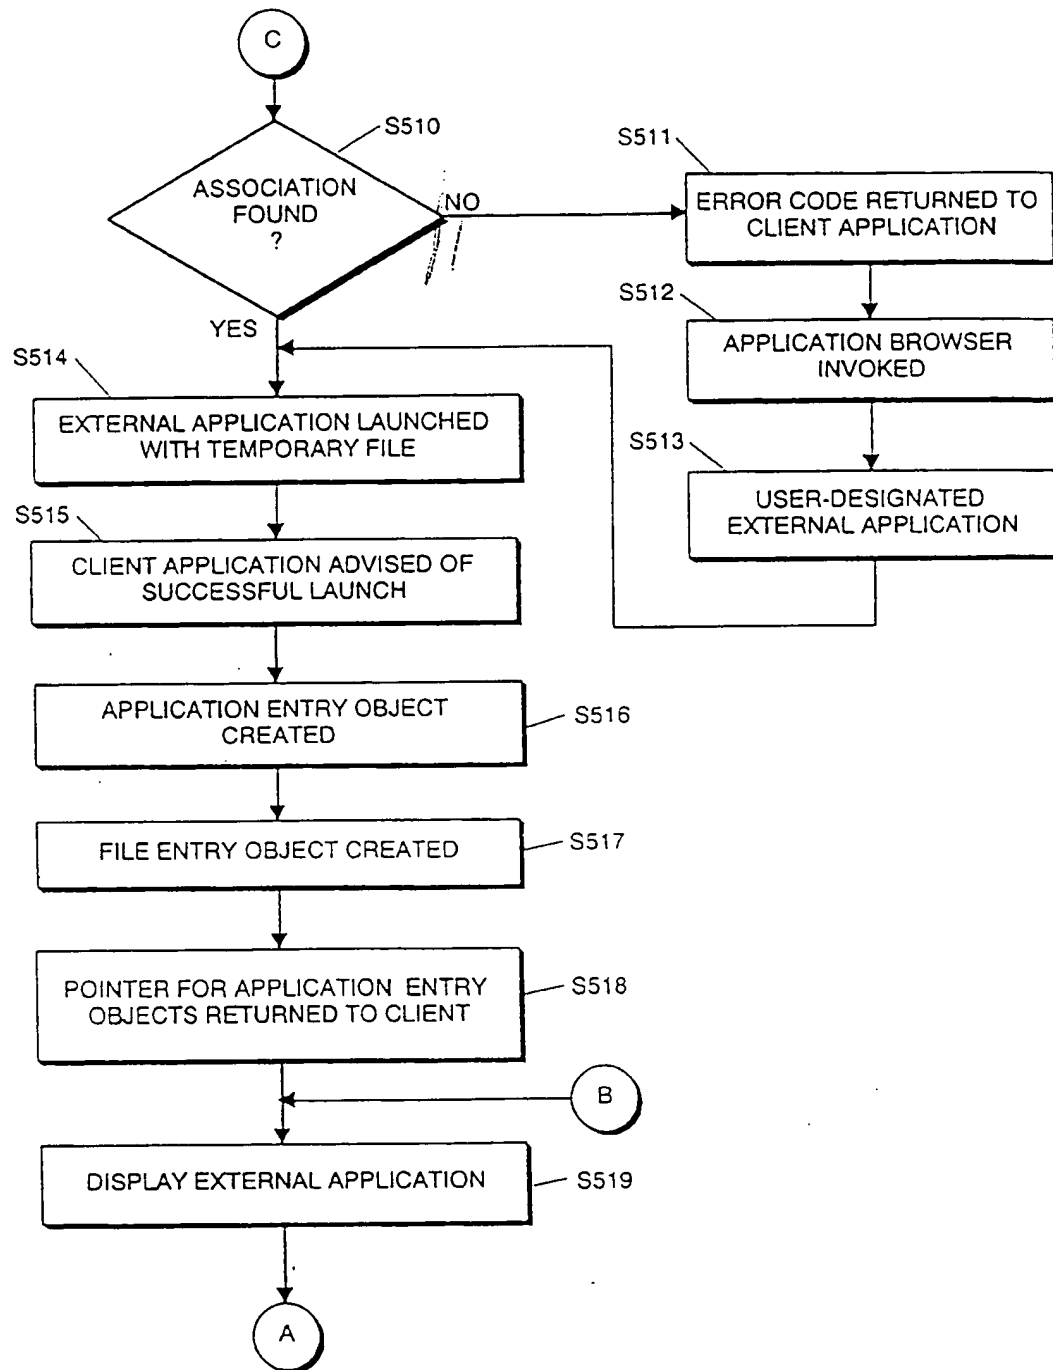 C
S510
ASSOCIATION
FOUND
?
NO
YES
S511
ERROR CODE RETURNED TO
CLIENT APPLICATION
S512
APPLICATION BROWSER
INVOKED
S513
USER-DESIGNATED
EXTERNAL APPLICATION
S514
EXTERNAL APPLICATION LAUNCHED
WITH TEMPORARY FILE
S515
CLIENT APPLICATION ADVISED OF
SUCCESSFUL LAUNCH
APPLICATION ENTRY OBJECT
CREATED
S516
FILE ENTRY OBJECT CREATED
S517
POINTER FOR APPLICATION ENTRY
OBJECTS RETURNED TO CLIENT
S518
B
DISPLAY EXTERNAL APPLICATION
S519
A